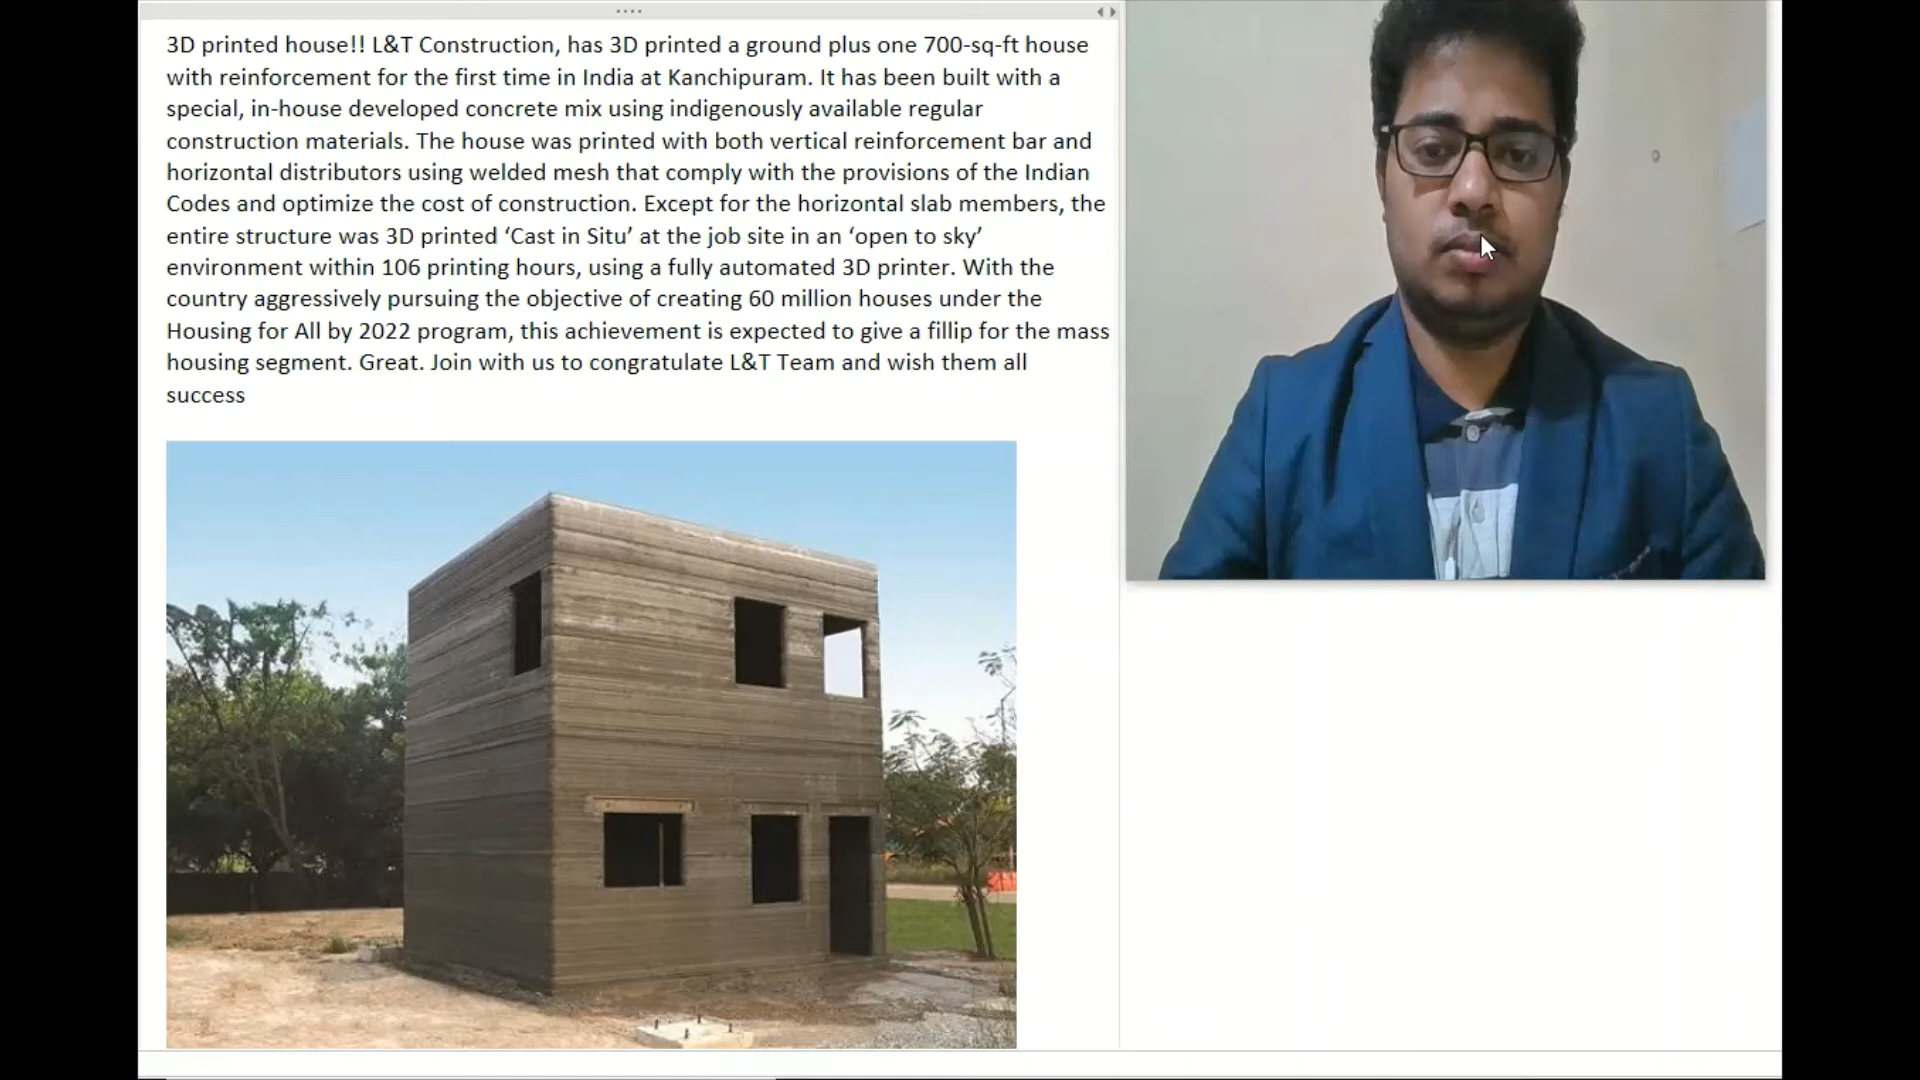 3D printed house!! L&T Construction, has 3D printed a ground plus one 700-sq-ft house
with reinforcement for the first time in India at Kanchipuram. It has been built with a
special, in-house developed concrete mix using indigenously available regular
construction materials. The house was printed with both vertical reinforcement bar and
horizontal distributors using welded mesh that comply with the provisions of the Indian
Codes and optimize the cost of construction. Except for the horizontal slab members, the
entire structure was 3D printed ‘Cast in Situ’ at the job site in an ‘open to sky’
environment within 106 printing hours, using a fully automated 3D printer. With the
country aggressively pursuing the objective of creating 60 million houses under the
Housing for All by 2022 program, this achievement is expected to give a fillip for the mass
housing segment. Great. Join with us to congratulate L&T Team and wish them all
success